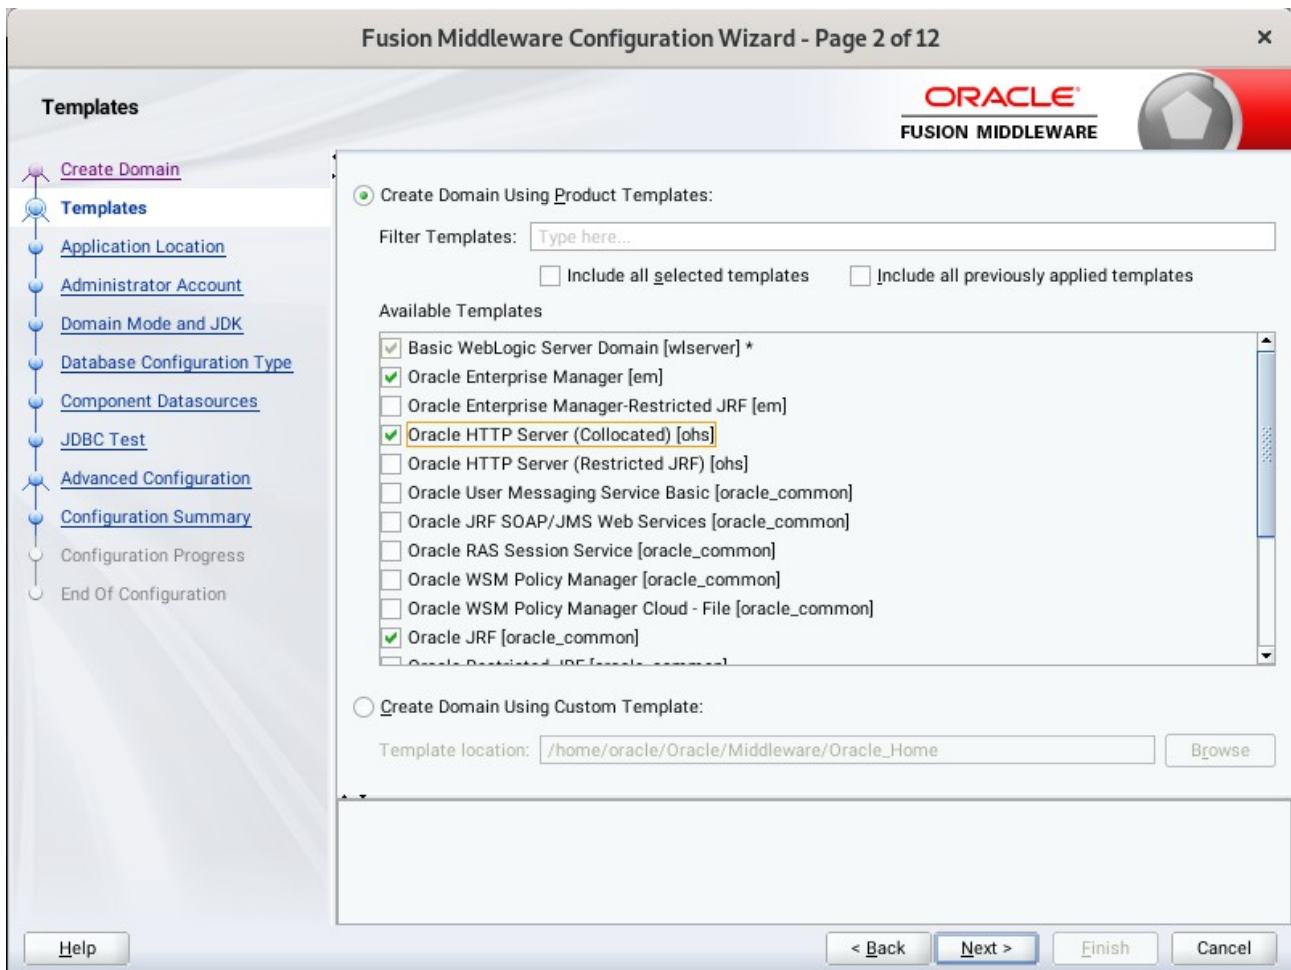 Fusion Middleware Configuration Wizard - Page 2 of 12
Templates
ORACLE
FUSION MIDDLEWARE
Create Domain
Templates
Application Location
Administrator Account
Domain Mode and JDK
Database Configuration Type
Component Datasources
JDBC Test
Advanced Configuration
Configuration Summary
Configuration Progress
End Of Configuration
Create Domain Using Product Templates:
Filter Templates: Type here...
Include all selected templates Include all previously applied templates
Available Templates
Basic WebLogic Server Domain [wlserver] *
Oracle Enterprise Manager [em]
Oracle Enterprise Manager-Restricted JRF [em]
Oracle HTTP Server (Collocated) [ohs]
Oracle HTTP Server (Restricted JRF) [ohs]
Oracle User Messaging Service Basic [oracle_common]
Oracle JRF SOAP/JMS Web Services [oracle_common]
Oracle RAS Session Service [oracle_common]
Oracle WSM Policy Manager [oracle_common]
Oracle WSM Policy Manager Cloud - File [oracle_common]
Oracle JRF [oracle_common]
Oracle Restricted JRF [oracle_common]
Create Domain Using Custom Template:
Template location: /home/oracle/Oracle/Middleware/Oracle_Home Browse
Help < Back Next > Finish Cancel